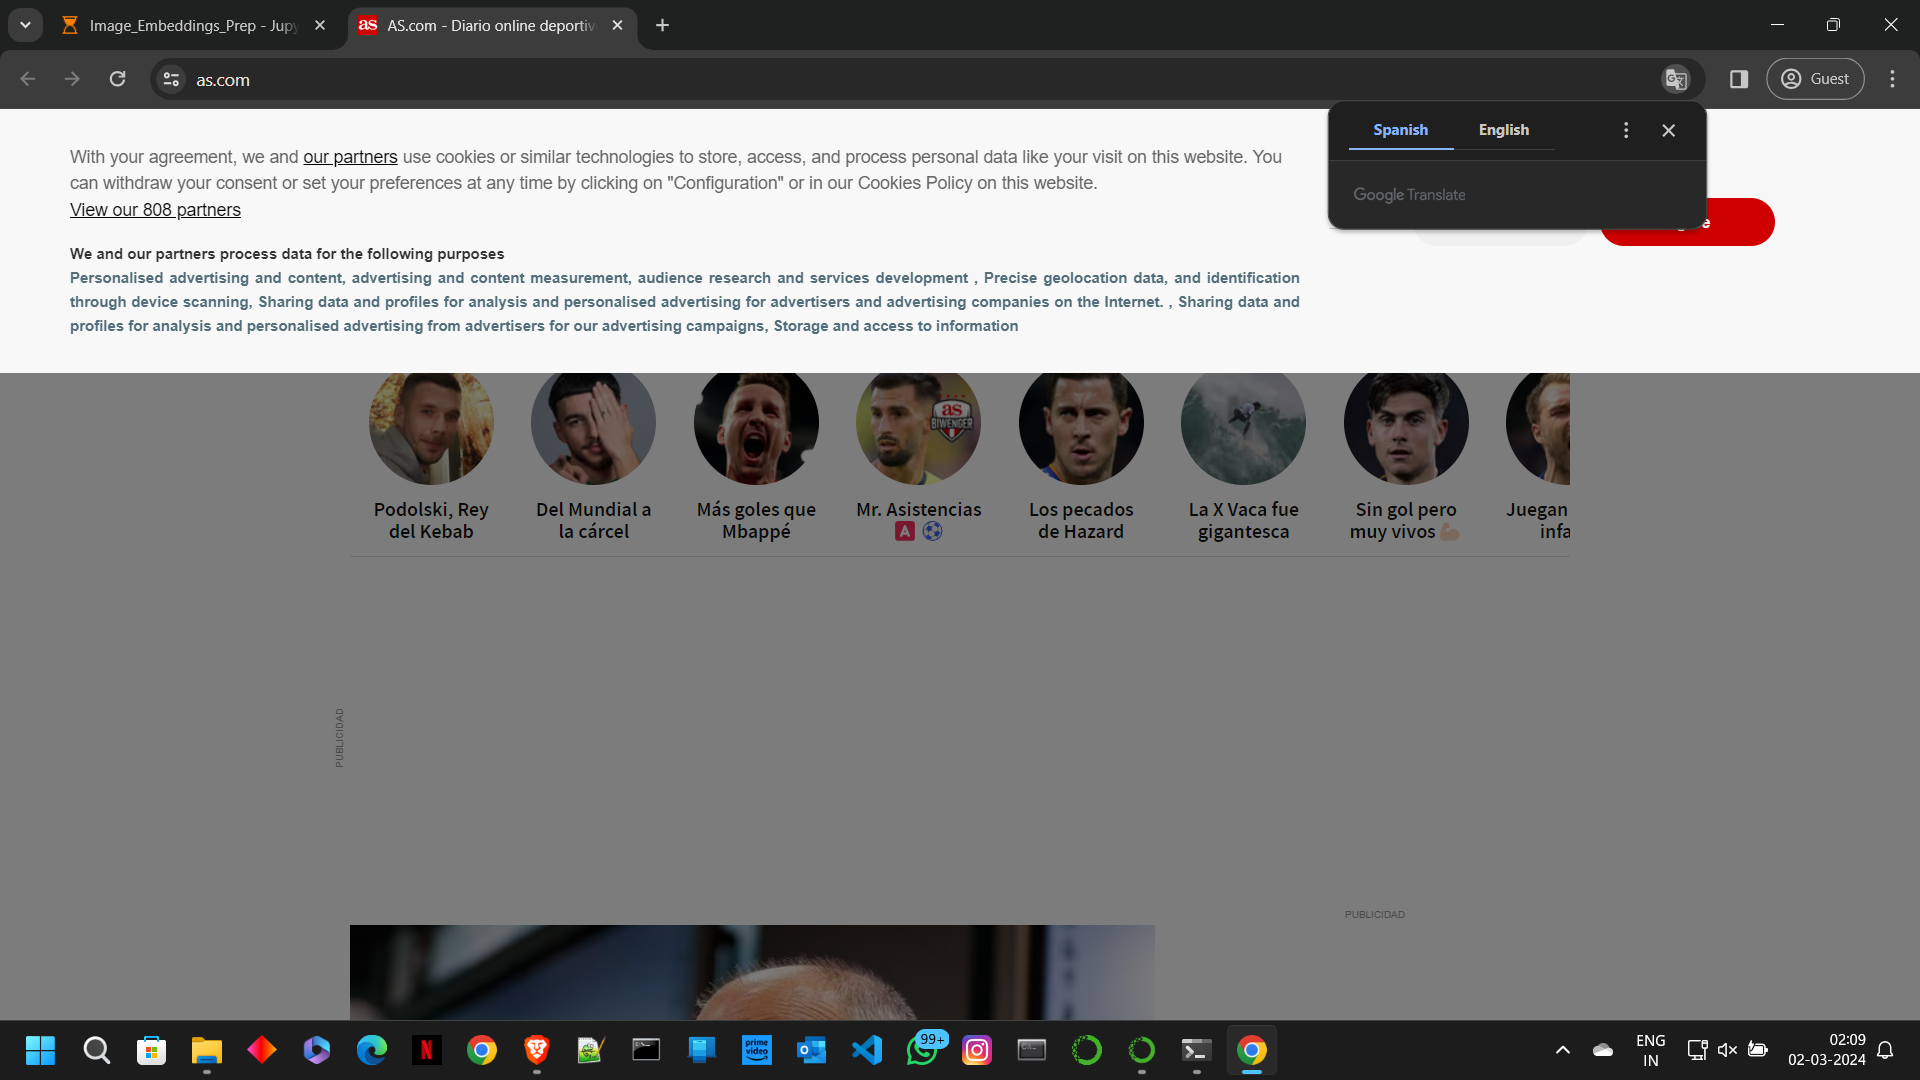 Image_Embeddings_Prep - Jupy
as AS.com - Diario online deportiv
as.com
Guest
Spanish English
Google Translate
With your agreement, we and our partners use cookies or similar technologies to store, access, and process personal data like your visit on this website. You
can withdraw your consent or set your preferences at any time by clicking on "Configuration" or in our Cookies Policy on this website.
View our 808 partners
We and our partners process data for the following purposes
Personalised advertising and content, advertising and content measurement, audience research and services development , Precise geolocation data, and identification
through device scanning, Sharing data and profiles for analysis and personalised advertising for advertisers and advertising companies on the Internet. , Sharing data and
profiles for analysis and personalised advertising from advertisers for our advertising campaigns, Storage and access to information
as
BIWENGER
Podolski, Rey
del Kebab
Del Mundial a
la cárcel
Más goles que
Mbappé
Mr. Asistencias
🅰️ ⚽
Los pecados
de Hazard
La X Vaca fue
gigantesca
Sin gol pero
muy vivos 💪🏻
Juegan
infa
PUBLICIDAD
PUBLICIDAD
N
prime
video
99+
ENG
IN
02:09
02-03-2024